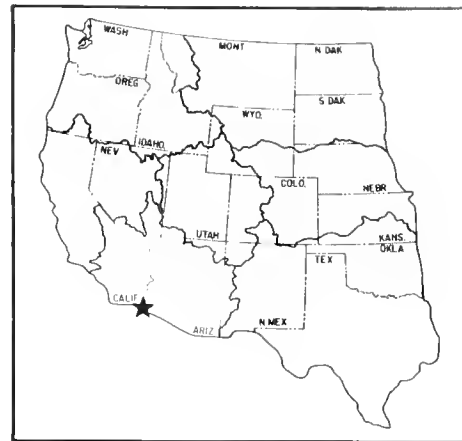 WASH
MONT
N DAK
OREG
S DAK
WYO.
IDAHO
NEV
COLO.
NEBR
UTAH
KANS.
OKLA
TEX
CALIF
N MEX
ARIZ